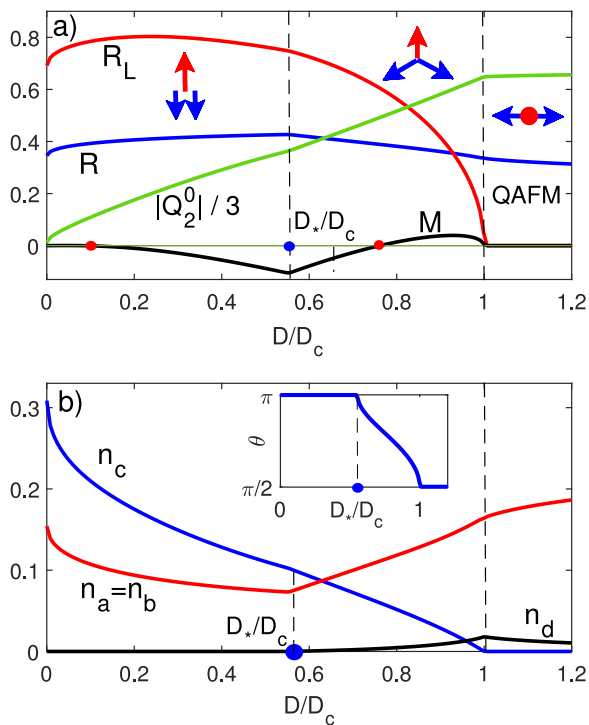 a)
0.8
0.6
0.4
0.2
0
R_L
R
|Q_2^0| / 3
D_*/D_c
M
QAFM
0 0.2 0.4 0.6 0.8 1 1.2
D/D_c
b)
0.3
0.2
0.1
0
n_c
n_a=n_b
n_d
D_*/D_c
π
θ
π/2
0 1
D_*/D_c
0 0.2 0.4 0.6 0.8 1 1.2
D/D_c